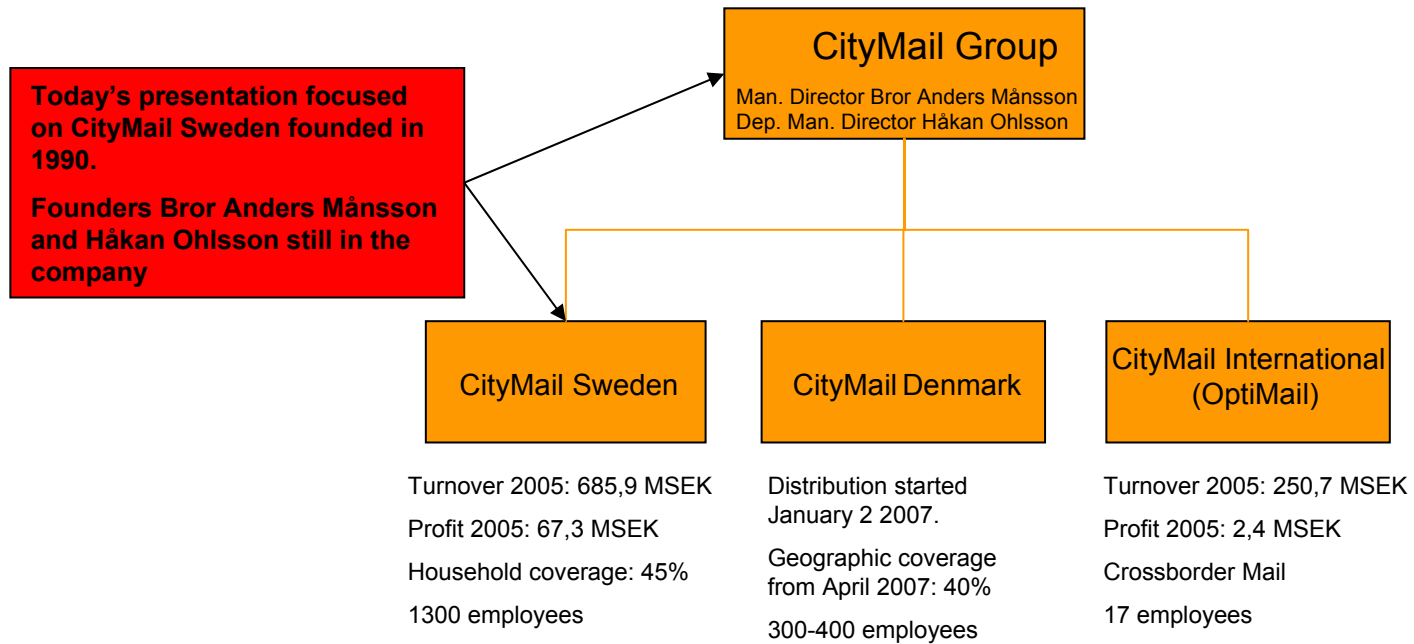 CityMail Group
Man. Director Bror Anders Månsson
Dep. Man. Director Håkan Ohlsson
Today’s presentation focused
on CityMail Sweden founded in
1990.
Founders Bror Anders Månsson
and Håkan Ohlsson still in the
company
CityMail Sweden
Turnover 2005: 685,9 MSEK
Profit 2005: 67,3 MSEK
Household coverage: 45%
1300 employees
CityMail Denmark
Distribution started
January 2 2007.
Geographic coverage
from April 2007: 40%
300-400 employees
CityMail International
(OptiMail)
Turnover 2005: 250,7 MSEK
Profit 2005: 2,4 MSEK
Crossborder Mail
17 employees